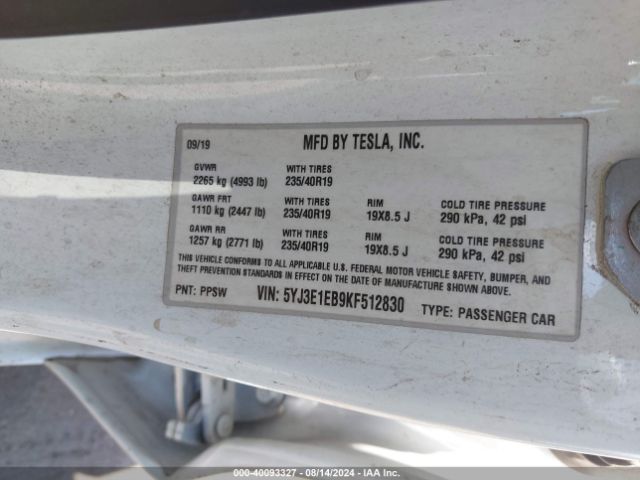 09/19 MFD BY TESLA, INC.
GVWR WITH TIRES
2265 kg (4993 lb) 235/40R19
GAWR FRT WITH TIRES RIM COLD TIRE PRESSURE
1110 kg (2447 lb) 235/40R19 19X8.5 J 290 kPa, 42 psi
GAWR RR WITH TIRES RIM COLD TIRE PRESSURE
1257 kg (2771 lb) 235/40R19 19X8.5 J 290 kPa, 42 psi
THIS VEHICLE CONFORMS TO ALL APPLICABLE U.S. FEDERAL MOTOR VEHICLE SAFETY, BUMPER, AND
THEFT PREVENTION STANDARDS IN EFFECT ON THE DATE OF MANUFACTURE SHOWN ABOVE.
PNT: PPSW VIN: 5YJ3E1EB9KF512830 TYPE: PASSENGER CAR
000-40093327 - 08/14/2024 - IAA Inc.